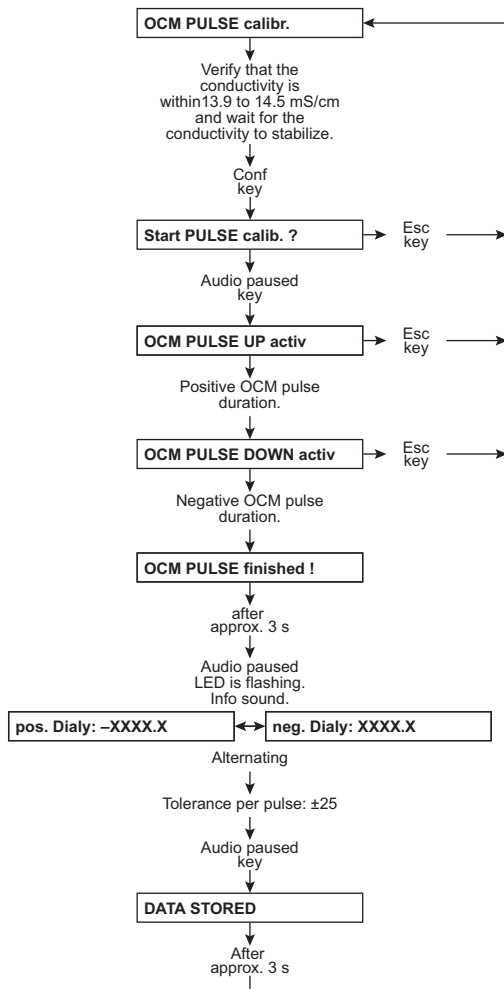 OCM PULSE calibr.
Verify that the
conductivity is
within13.9 to 14.5 mS/cm
and wait for the
conductivity to stabilize.
Conf
key
Start PULSE calib. ?
Esc
key
Audio paused
key
OCM PULSE UP activ
Esc
key
Positive OCM pulse
duration.
OCM PULSE DOWN activ
Esc
key
Negative OCM pulse
duration.
OCM PULSE finished !
after
approx. 3 s
Audio paused
LED is flashing.
Info sound.
pos. Dialy: –XXXX.X
neg. Dialy: XXXX.X
Alternating
Tolerance per pulse: ±25
Audio paused
key
DATA STORED
After
approx. 3 s